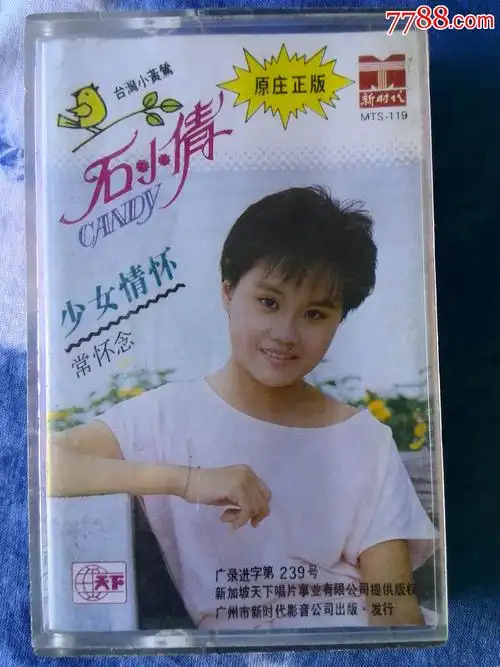 7788.com
台灣小黃鶯
原庄正版
新时代
MTS-119
石小倩
CANDY
少女情怀
常怀念
天下
广录进字第 239号
新加坡天下唱片事业有限公司提供版权
广州市新时代影音公司出版·发行